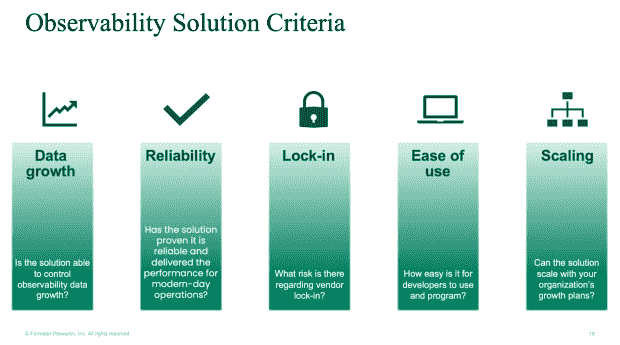 Observability Solution Criteria
Data
growth
Is the solution able
to control
observability data
growth?
Reliability
Has the solution
proven it is
reliable and
delivered the
performance for
modern-day
operations?
Lock-in
What risk is there
regarding vendor
lock-in?
Ease of
use
How easy is it for
developers to use
and program?
Scaling
Can the solution
scale with your
organization's
growth plans?
© Forrester Research, Inc. All rights reserved